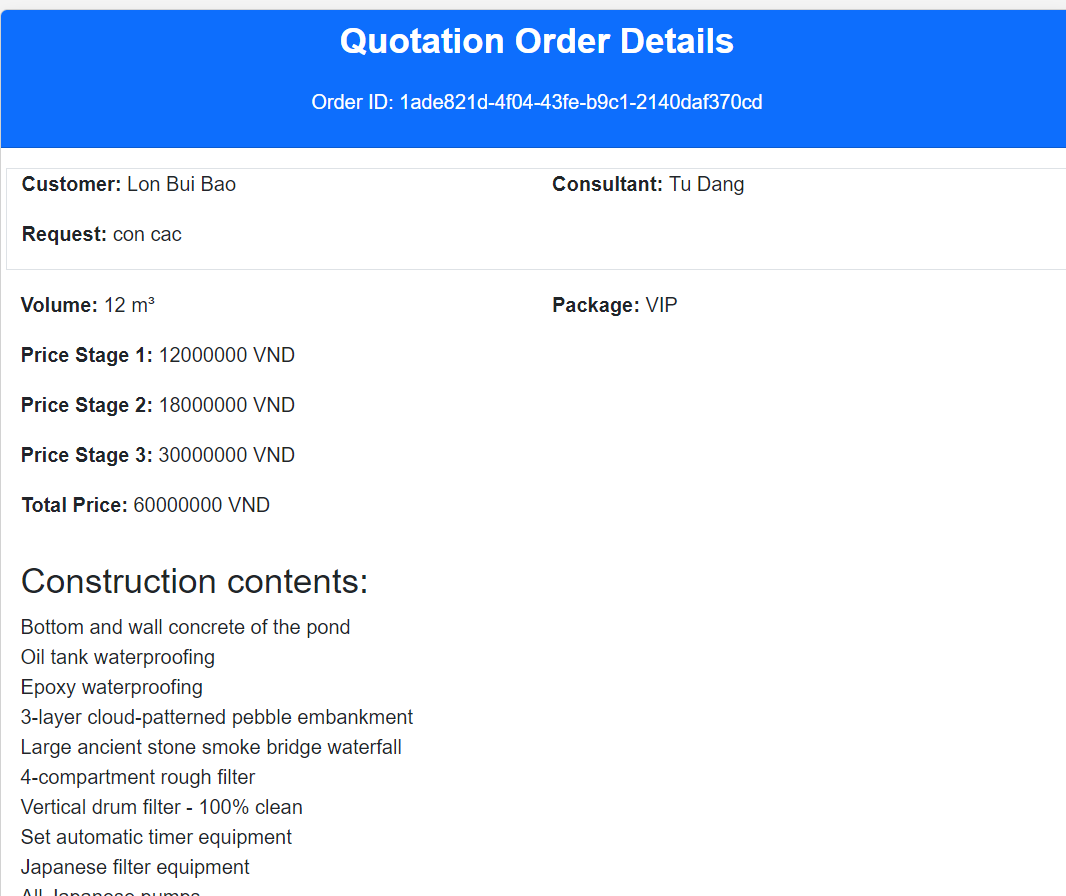 Quotation Order Details
Order ID: 1ade821d-4f04-43fe-b9c1-2140daf370cd
Customer: Lon Bui Bao
Consultant: Tu Dang
Request: con cac
Volume: 12 m³
Package: VIP
Price Stage 1: 12000000 VND
Price Stage 2: 18000000 VND
Price Stage 3: 30000000 VND
Total Price: 60000000 VND
Construction contents:
Bottom and wall concrete of the pond
Oil tank waterproofing
Epoxy waterproofing
3-layer cloud-patterned pebble embankment
Large ancient stone smoke bridge waterfall
4-compartment rough filter
Vertical drum filter - 100% clean
Set automatic timer equipment
Japanese filter equipment
All Japanese pumps